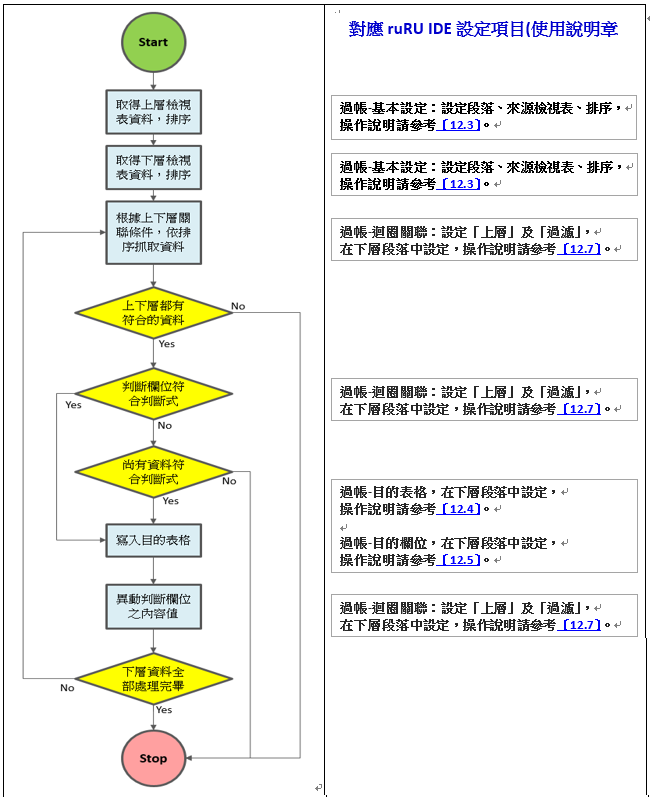 Start
取得上層檢視
表資料，排序
取得下層檢視
表資料，排序
根據上下層關
聯條件，依排
序抓取資料
上下層都有
符合的資料
No
Yes
判斷欄位符
合判斷式
Yes
No
尚有資料符
合判斷式
No
Yes
寫入目的表格
異動判斷欄位
之內容值
下層資料全
部處理完畢
No
Yes
Stop
對應 ruRU IDE 設定項目(使用說明章
過帳-基本設定：設定段落、來源檢視表、排序，
操作說明請參考〔12.3〕。
過帳-基本設定：設定段落、來源檢視表、排序，
操作說明請參考〔12.3〕。
過帳-迴圈關聯：設定「上層」及「過濾」，
在下層段落中設定，操作說明請參考〔12.7〕。
過帳-迴圈關聯：設定「上層」及「過濾」，
在下層段落中設定，操作說明請參考〔12.7〕。
過帳-目的表格，在下層段落中設定，
操作說明請參考〔12.4〕。
過帳-目的欄位，在下層段落中設定，
操作說明請參考〔12.5〕。
過帳-迴圈關聯：設定「上層」及「過濾」，
在下層段落中設定，操作說明請參考〔12.7〕。